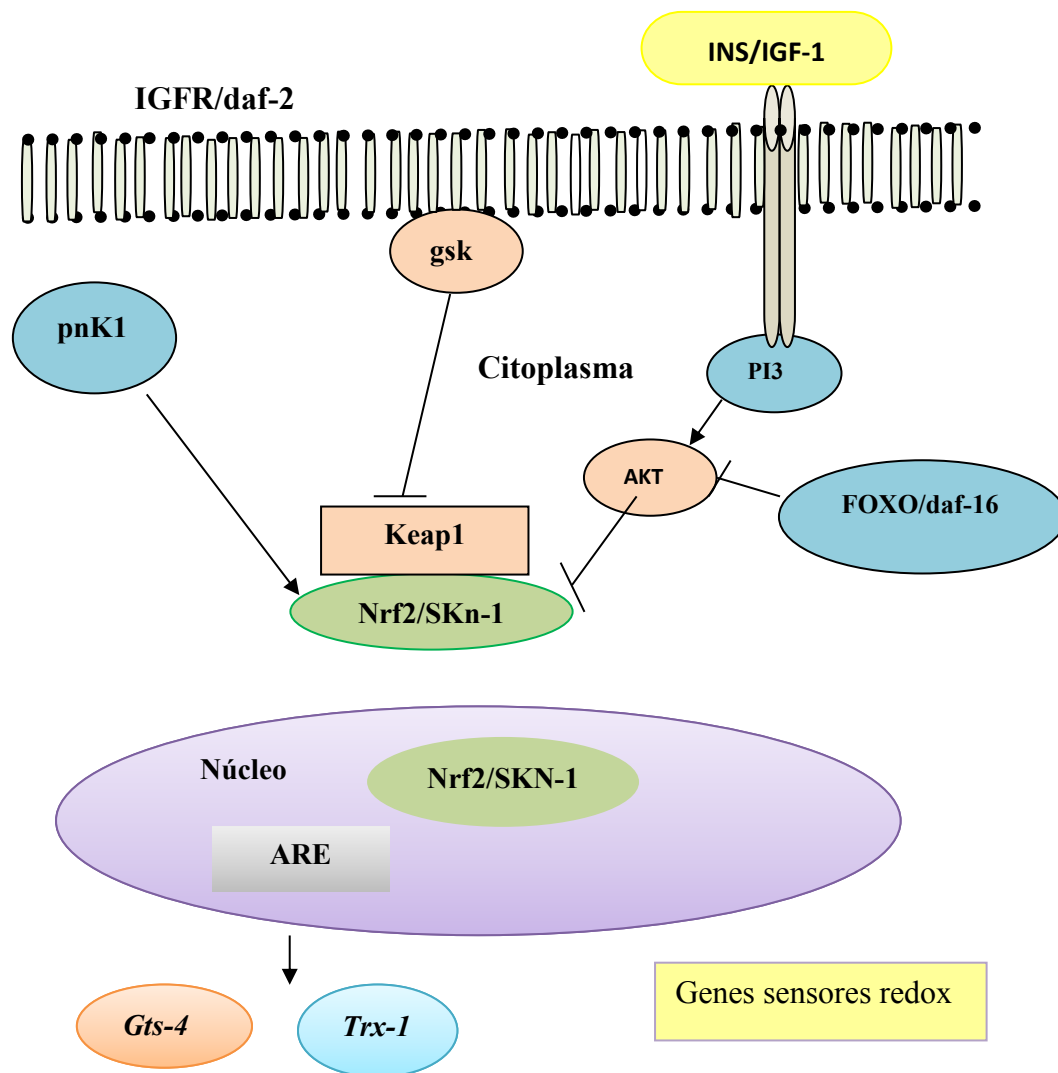 INS/IGF-1
IGFR/daf-2
gsk
pnK1
Citoplasma
PI3
AKT
FOXO/daf-16
Keap1
Nrf2/SKn-1
Núcleo
Nrf2/SKN-1
ARE
Genes sensores redox
Gts-4
Trx-1